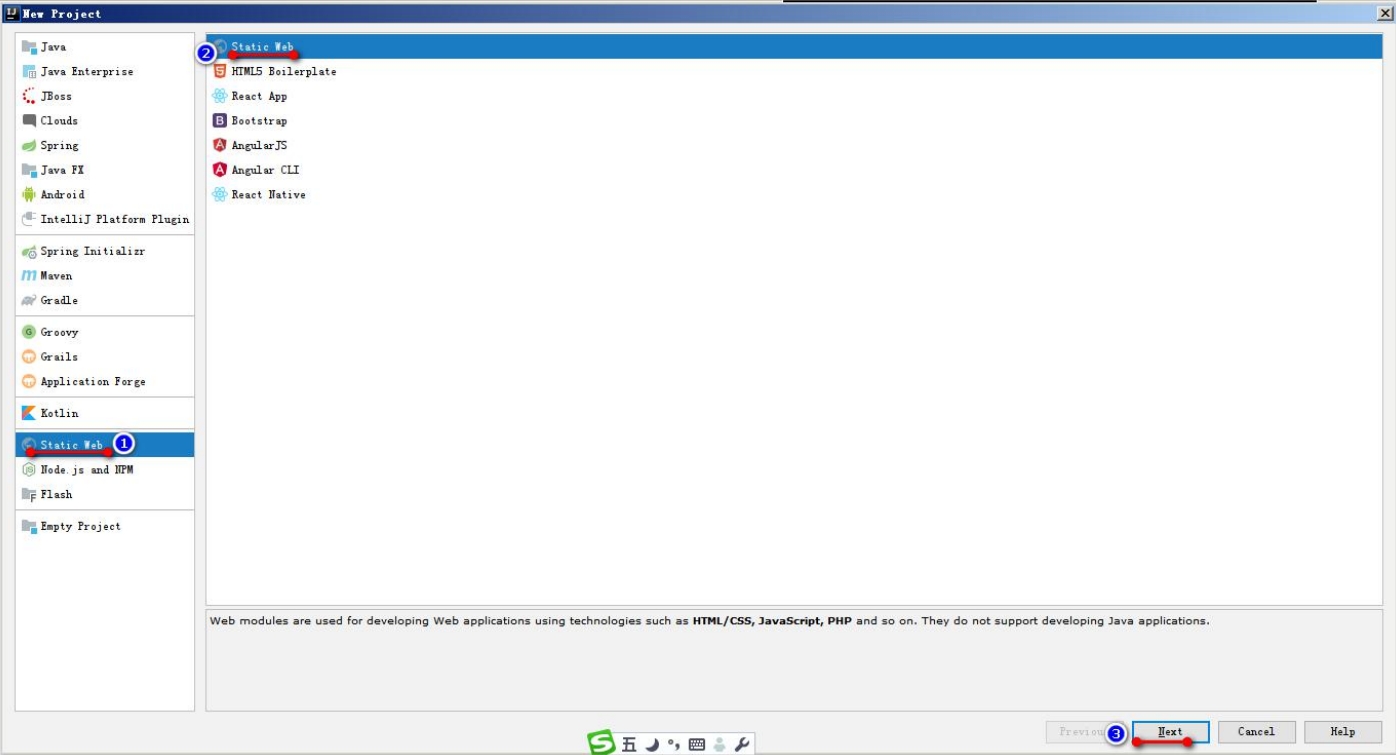 New Project
Java
Java Enterprise
JBoss
Clouds
Spring
Java FX
Android
IntelliJ Platform Plugin
Spring Initializr
Maven
Gradle
Groovy
Grails
Application Forge
Kotlin
Static Web 1
Node.js and NPM
Flash
Empty Project
2 Static Web
HTML5 Boilerplate
React App
Bootstrap
AngularJS
Angular CLI
React Native
Web modules are used for developing Web applications using technologies such as HTML/CSS, JavaScript, PHP and so on. They do not support developing Java applications.
3 Next Cancel Help
五